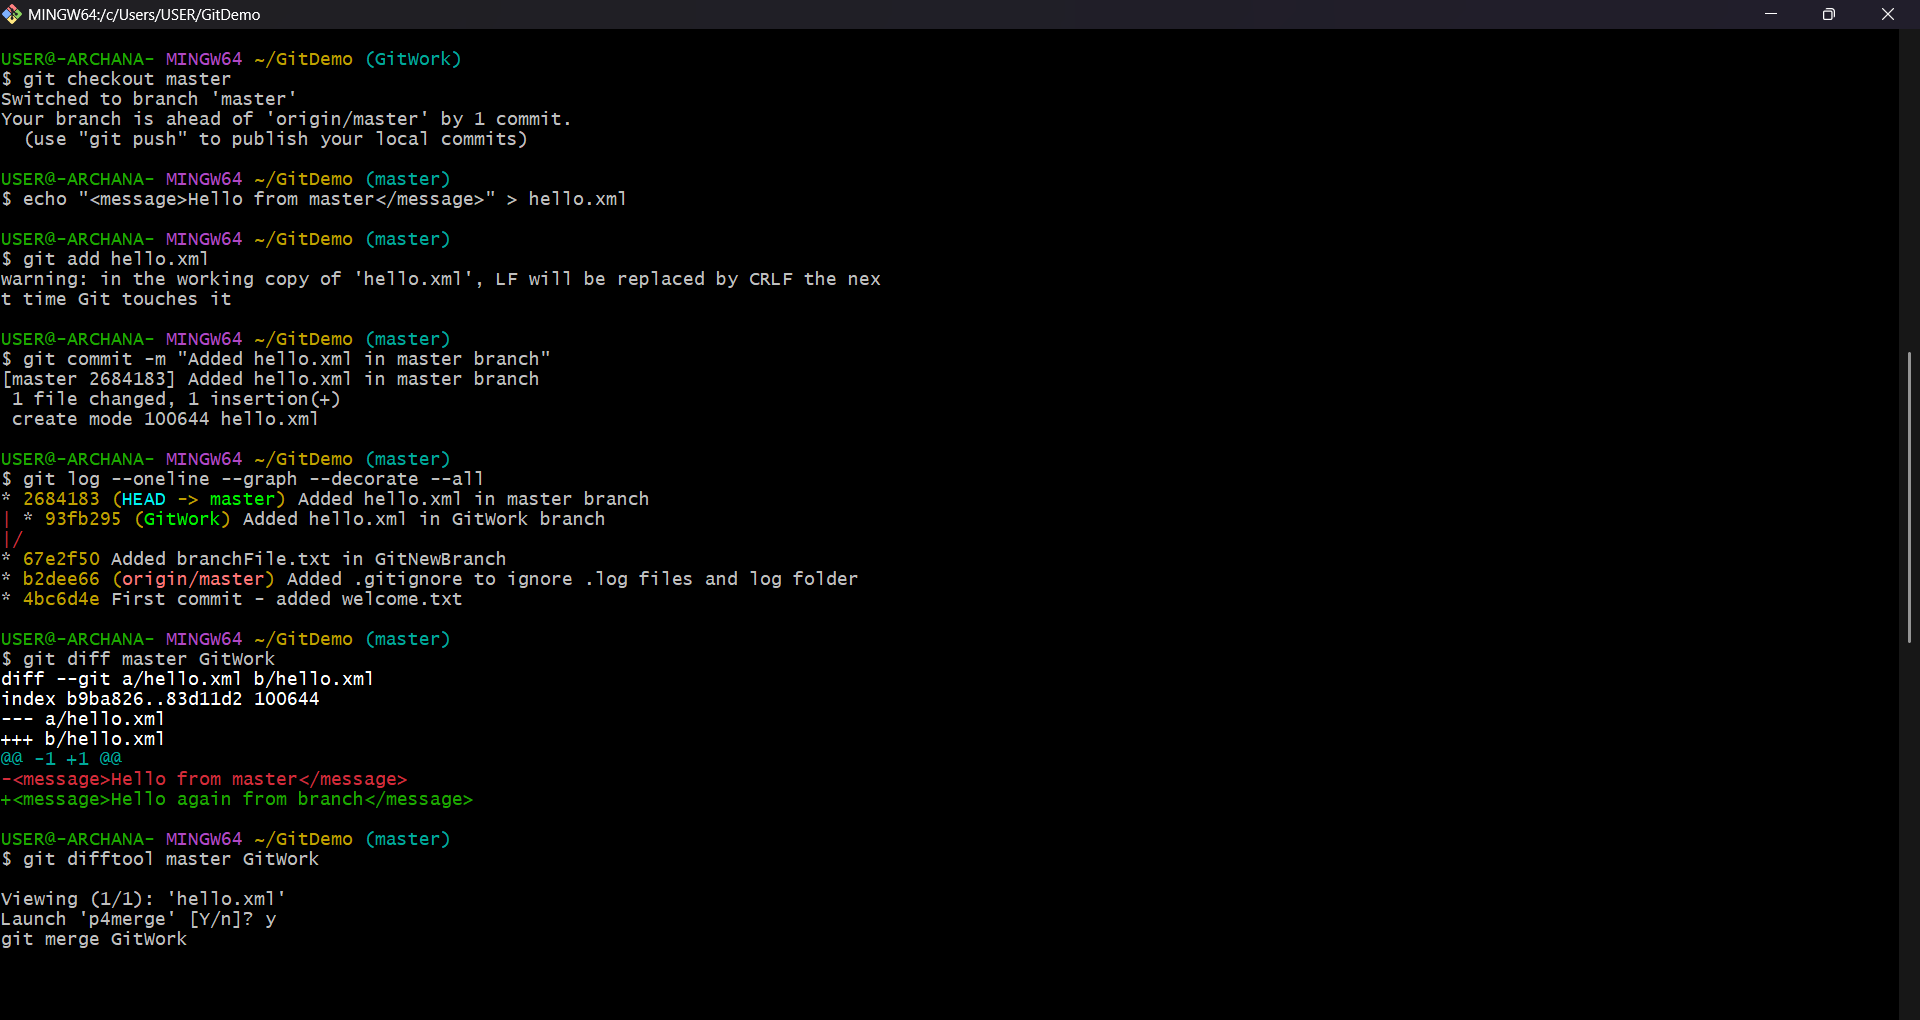 MINGW64:/c/Users/USER/GitDemo
USER@-ARCHANA- MINGW64 ~/GitDemo (GitWork)
$ git checkout master
Switched to branch 'master'
Your branch is ahead of 'origin/master' by 1 commit.
  (use "git push" to publish your local commits)
USER@-ARCHANA- MINGW64 ~/GitDemo (master)
$ echo "<message>Hello from master</message>" > hello.xml
USER@-ARCHANA- MINGW64 ~/GitDemo (master)
$ git add hello.xml
warning: in the working copy of 'hello.xml', LF will be replaced by CRLF the nex
t time Git touches it
USER@-ARCHANA- MINGW64 ~/GitDemo (master)
$ git commit -m "Added hello.xml in master branch"
[master 2684183] Added hello.xml in master branch
 1 file changed, 1 insertion(+)
 create mode 100644 hello.xml
USER@-ARCHANA- MINGW64 ~/GitDemo (master)
$ git log --oneline --graph --decorate --all
* 2684183 (HEAD -> master) Added hello.xml in master branch
| * 93fb295 (GitWork) Added hello.xml in GitWork branch
|/
* 67e2f50 Added branchFile.txt in GitNewBranch
* b2dee66 (origin/master) Added .gitignore to ignore .log files and log folder
* 4bc6d4e First commit - added welcome.txt
USER@-ARCHANA- MINGW64 ~/GitDemo (master)
$ git diff master GitWork
diff --git a/hello.xml b/hello.xml
index b9ba826..83d11d2 100644
--- a/hello.xml
+++ b/hello.xml
@@ -1 +1 @@
-<message>Hello from master</message>
+<message>Hello again from branch</message>
USER@-ARCHANA- MINGW64 ~/GitDemo (master)
$ git difftool master GitWork
Viewing (1/1): 'hello.xml'
Launch 'p4merge' [Y/n]? y
git merge GitWork